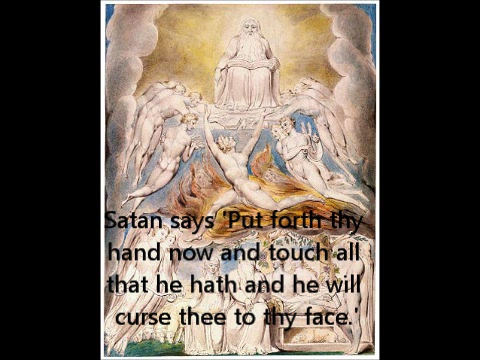 Satan says 'Put forth thy
hand now and touch all
that he hath and he will
curse thee to thy face.'